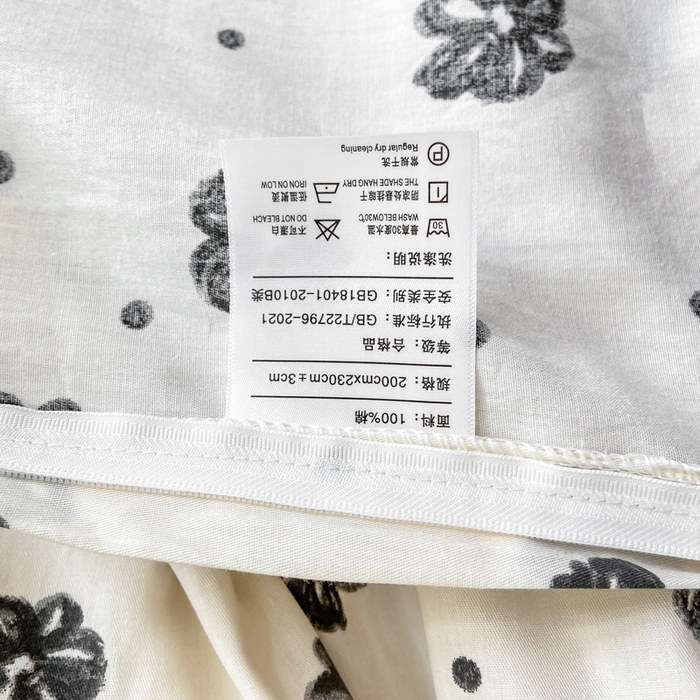 面料：100%棉
规格：200cmx230cm±3cm
等级：合格品
执行标准：GB/T22796-2021
安全类别：GB18401-2010B类
洗涤说明：
30 最高30度水温 不可漂白
WASH BELOW30℃ DO NOT BLEACH
阴凉处悬挂晾干 低温熨烫
THE SHADE HANG DRY IRON ON LOW
P 常规干洗
Regular dry cleaning